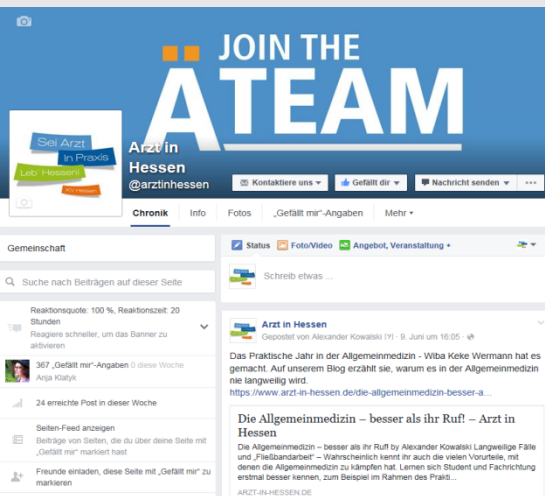 JOIN THE
ÄTEAM
Sei Arzt
In Praxis
Leb' Hessen!
KV Hessen
Arzt in
Hessen
@arztinhessen
Kontaktiere uns
Gefällt dir
Nachricht senden
Chronik Info Fotos „Gefällt mir"-Angaben Mehr
Gemeinschaft
Suche nach Beiträgen auf dieser Seite
Reaktionsquote: 100 %, Reaktionszeit: 20
Stunden
Reagiere schneller, um das Banner zu
aktivieren
367 „Gefällt mir"-Angaben 0 diese Woche
Anja Klatyk
24 erreichte Post in dieser Woche
Seiten-Feed anzeigen
Beiträge von Seiten, die du über deine Seite mit
„Gefällt mir" markiert hast
Freunde einladen, diese Seite mit „Gefällt mir" zu
markieren
Status Foto/Video Angebot, Veranstaltung +
Schreib etwas ...
Arzt in Hessen
Gepostet von Alexander Kowalski [?] · 9. Juni um 16:05 ·
Das Praktische Jahr in der Allgemeinmedizin - Wiba Keke Wermann hat es
gemacht. Auf unserem Blog erzählt sie, warum es in der Allgemeinmedizin
nie langweilig wird.
https://www.arzt-in-hessen.de/die-allgemeinmedizin-besser-a...
Die Allgemeinmedizin – besser als ihr Ruf! – Arzt in
Hessen
Die Allgemeinmedizin – besser als ihr Ruf! by Alexander Kowalski Langweilige Fälle
und „Fließbandarbeit" – Wahrscheinlich kennt ihr auch die vielen Vorurteile, mit
denen die Allgemeinmedizin zu kämpfen hat. Lernen sich Student und Fachrichtung
erstmal besser kennen, zum Beispiel im Rahmen des Prakti...
ARZT-IN-HESSEN.DE